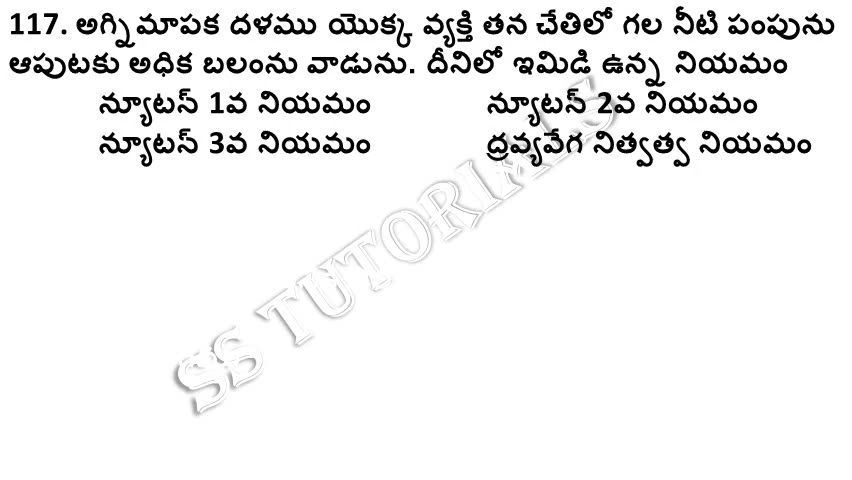 117. అగ్నిమాపక దళము యొక్క వ్యక్తి తన చేతిలో గల నీటి పంపును
ఆపుటకు అధిక బలంను వాడును. దీనిలో ఇమిడి ఉన్న నియమం
న్యూటన్ 1వ నియమం న్యూటన్ 2వ నియమం
న్యూటన్ 3వ నియమం ద్రవ్యవేగ నిత్వత్వ నియమం
SS TUTORIALS